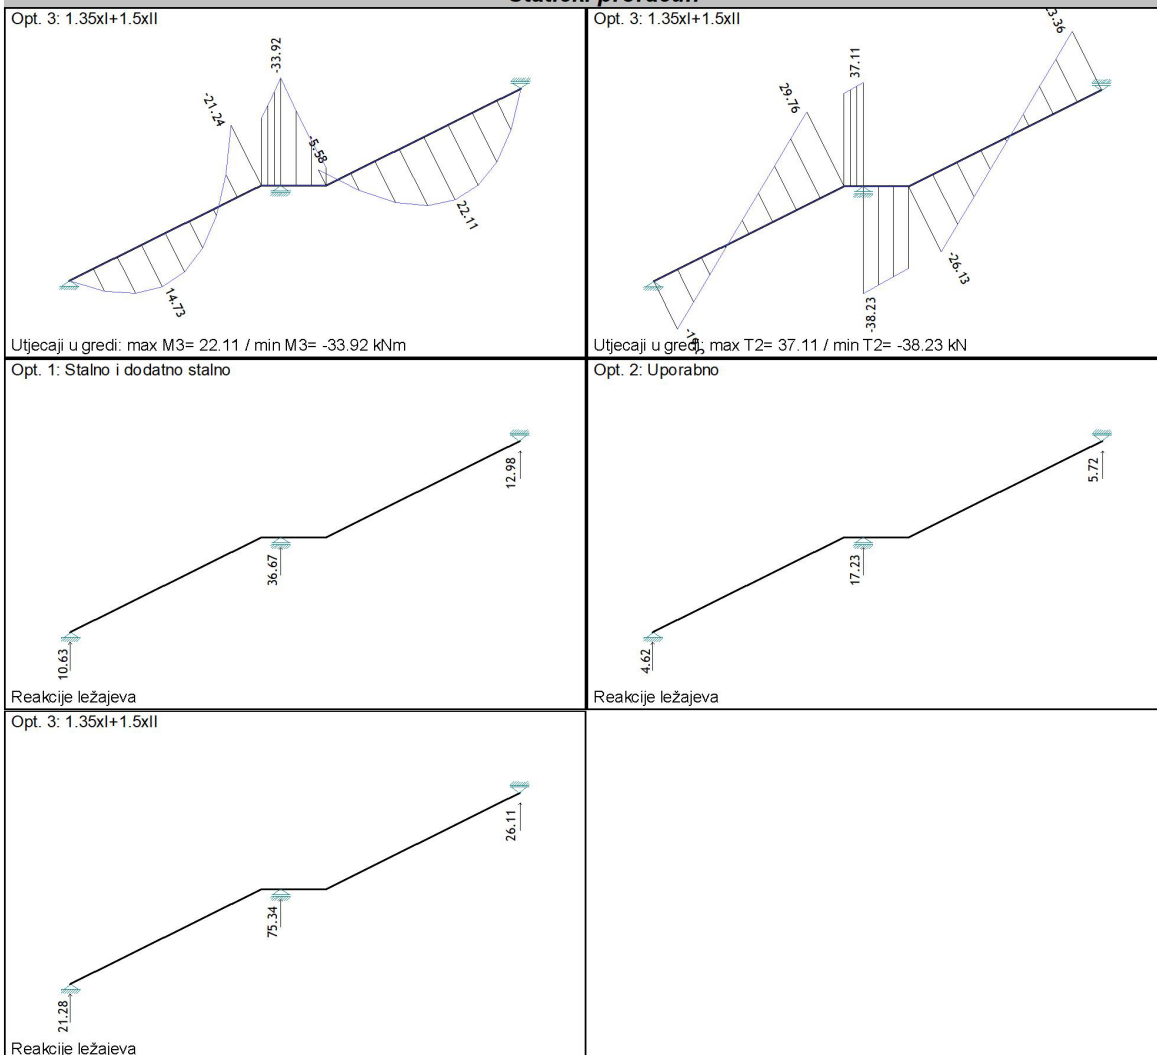 Opt. 3: 1.35xI+1.5xII
-33.92
-21.24
-5.58
22.11
14.73
Utjecaji u gredi: max M3= 22.11 / min M3= -33.92 kNm
Opt. 3: 1.35xI+1.5xII
3.36
37.11
29.76
-26.13
-38.23
Utjecaji u gredi: max T2= 37.11 / min T2= -38.23 kN
Opt. 1: Stalno i dodatno stalno
12.98
36.67
10.63
Reakcije ležajeva
Opt. 2: Uporabno
5.72
17.23
4.62
Reakcije ležajeva
Opt. 3: 1.35xI+1.5xII
26.11
75.34
21.28
Reakcije ležajeva